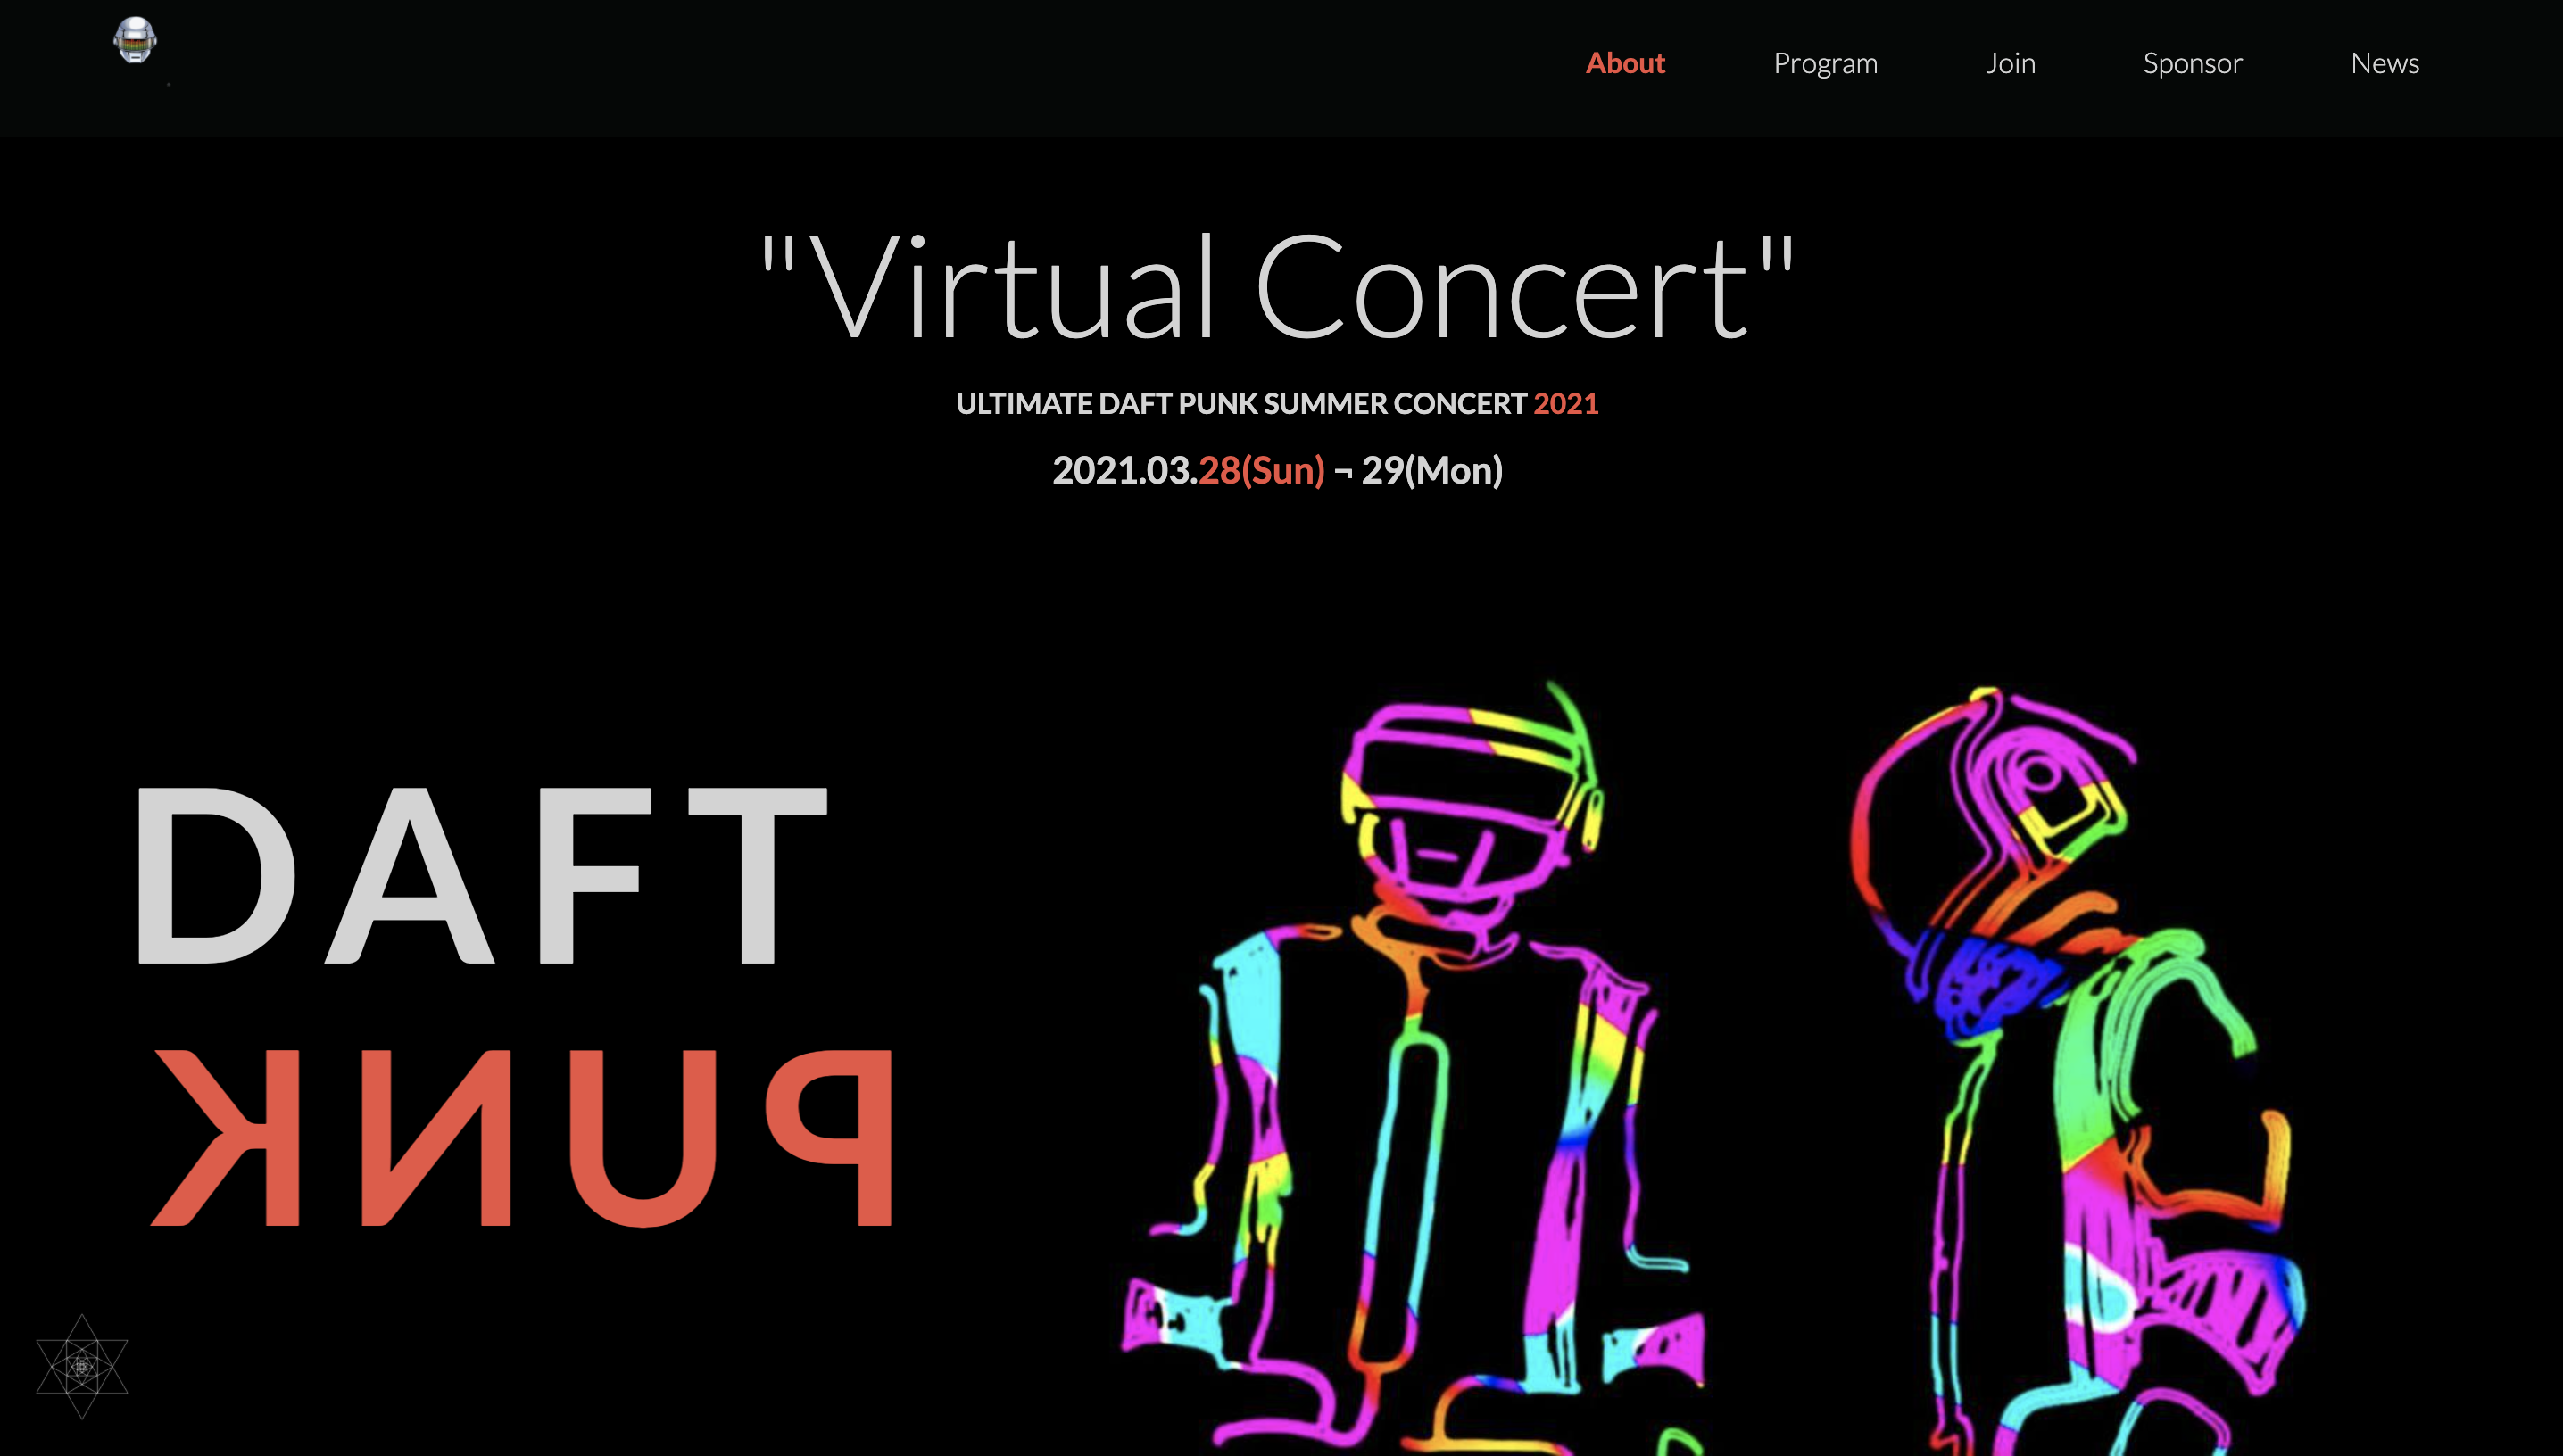 About Program Join Sponsor News
"Virtual Concert"
ULTIMATE DAFT PUNK SUMMER CONCERT 2021
2021.03.28(Sun) ¬ 29(Mon)
DAFT
PUNK